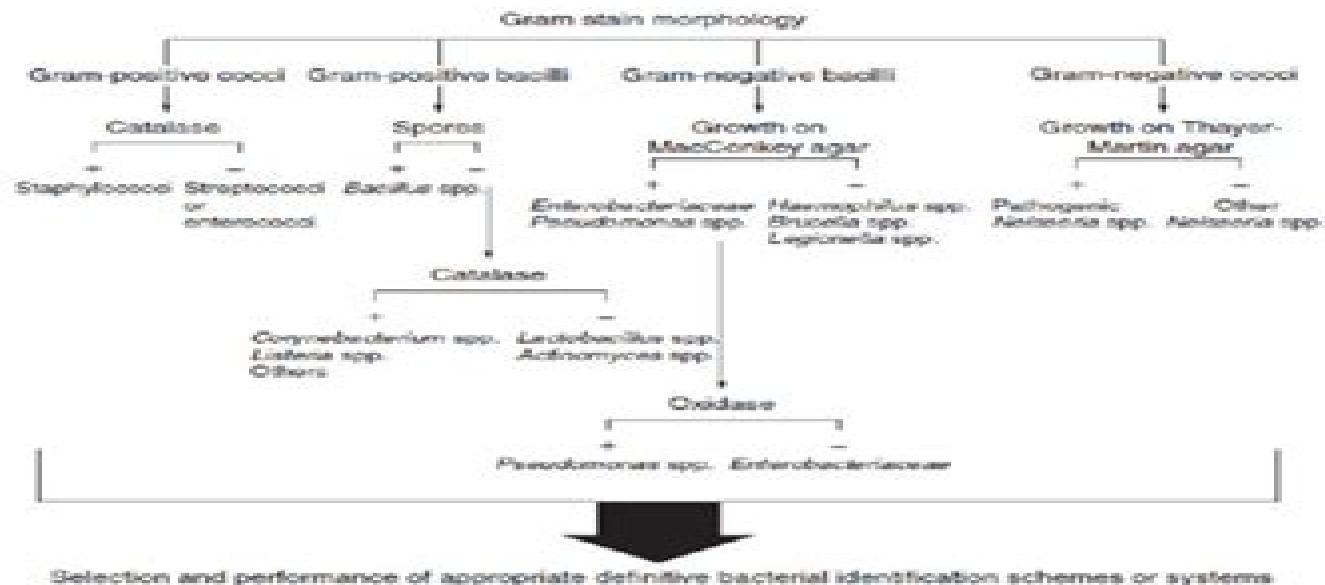 Gram stain morphology
Gram-positive cocci Gram-positive bacilli Gram-negative bacilli Gram-negative cocci
Catalase
+ −
Staphylococci Streptococci
or
enterococci
Spores
+ −
Bacillus spp.
Catalase
+ −
Corynebacterium spp. Lactobacillus spp.
Listeria spp. Actinomyces spp.
Others
Growth on
MacConkey agar
+ −
Enterobacteriaceae Haemophilus spp.
Pseudomonas spp. Brucella spp.
Legionella spp.
Oxidase
+ −
Pseudomonas spp. Enterobacteriaceae
Growth on Thayer-
Martin agar
+ −
Pathogenic Other
Neisseria spp. Neisseria spp.
Selection and performance of appropriate definitive bacterial identification schemes or systems